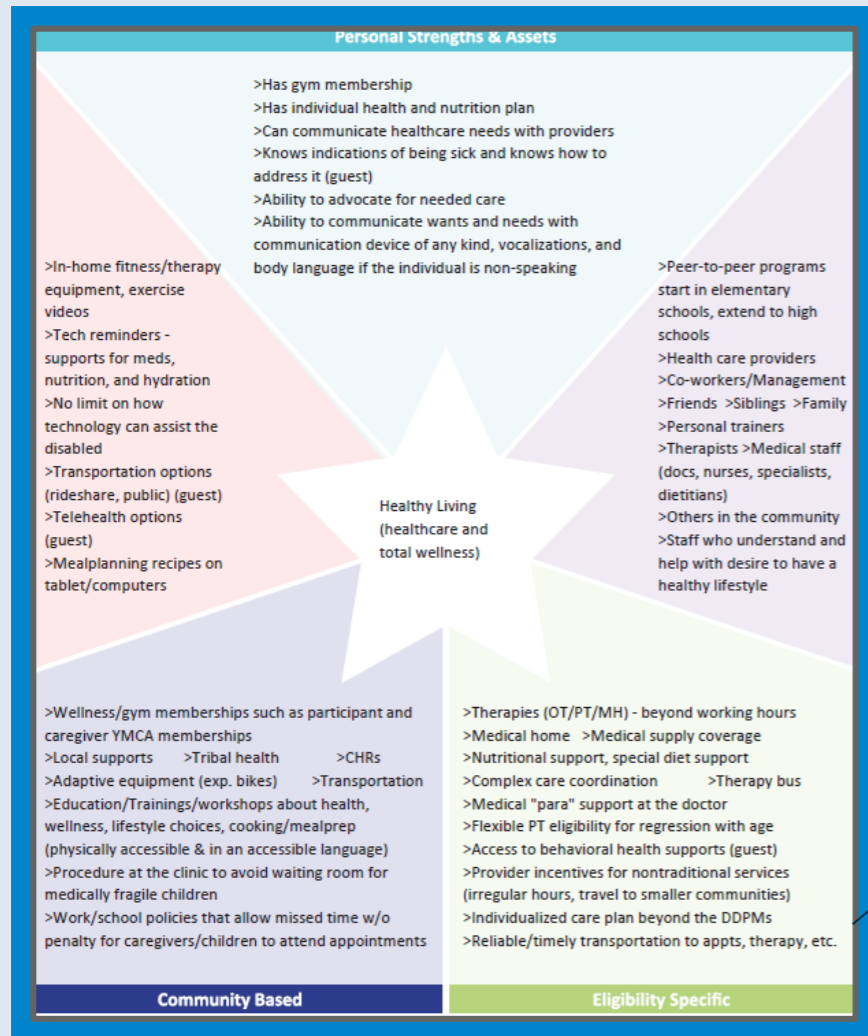 Personal Strengths & Assets
>Has gym membership
>Has individual health and nutrition plan
>Can communicate healthcare needs with providers
>Knows indications of being sick and knows how to
address it (guest)
>Ability to advocate for needed care
>Ability to communicate wants and needs with
communication device of any kind, vocalizations, and
body language if the individual is non-speaking
>In-home fitness/therapy
equipment, exercise
videos
>Tech reminders -
supports for meds,
nutrition, and hydration
>No limit on how
technology can assist the
disabled
>Transportation options
(rideshare, public) (guest)
>Telehealth options
(guest)
>Mealplanning recipes on
tablet/computers
>Peer-to-peer programs
start in elementary
schools, extend to high
schools
>Health care providers
>Co-workers/Management
>Friends >Siblings >Family
>Personal trainers
>Therapists >Medical staff
(docs, nurses, specialists,
dietitians)
>Others in the community
>Staff who understand and
help with desire to have a
healthy lifestyle
Healthy Living
(healthcare and
total wellness)
>Wellness/gym memberships such as participant and
caregiver YMCA memberships
>Local supports >Tribal health >CHRs
>Adaptive equipment (exp. bikes) >Transportation
>Education/Trainings/workshops about health,
wellness, lifestyle choices, cooking/mealprep
(physically accessible & in an accessible language)
>Procedure at the clinic to avoid waiting room for
medically fragile children
>Work/school policies that allow missed time w/o
penalty for caregivers/children to attend appointments
Community Based
>Therapies (OT/PT/MH) - beyond working hours
>Medical home >Medical supply coverage
>Nutritional support, special diet support
>Complex care coordination >Therapy bus
>Medical "para" support at the doctor
>Flexible PT eligibility for regression with age
>Access to behavioral health supports (guest)
>Provider incentives for nontraditional services
(irregular hours, travel to smaller communities)
>Individualized care plan beyond the DDPMs
>Reliable/timely transportation to appts, therapy, etc.
Eligibility Specific